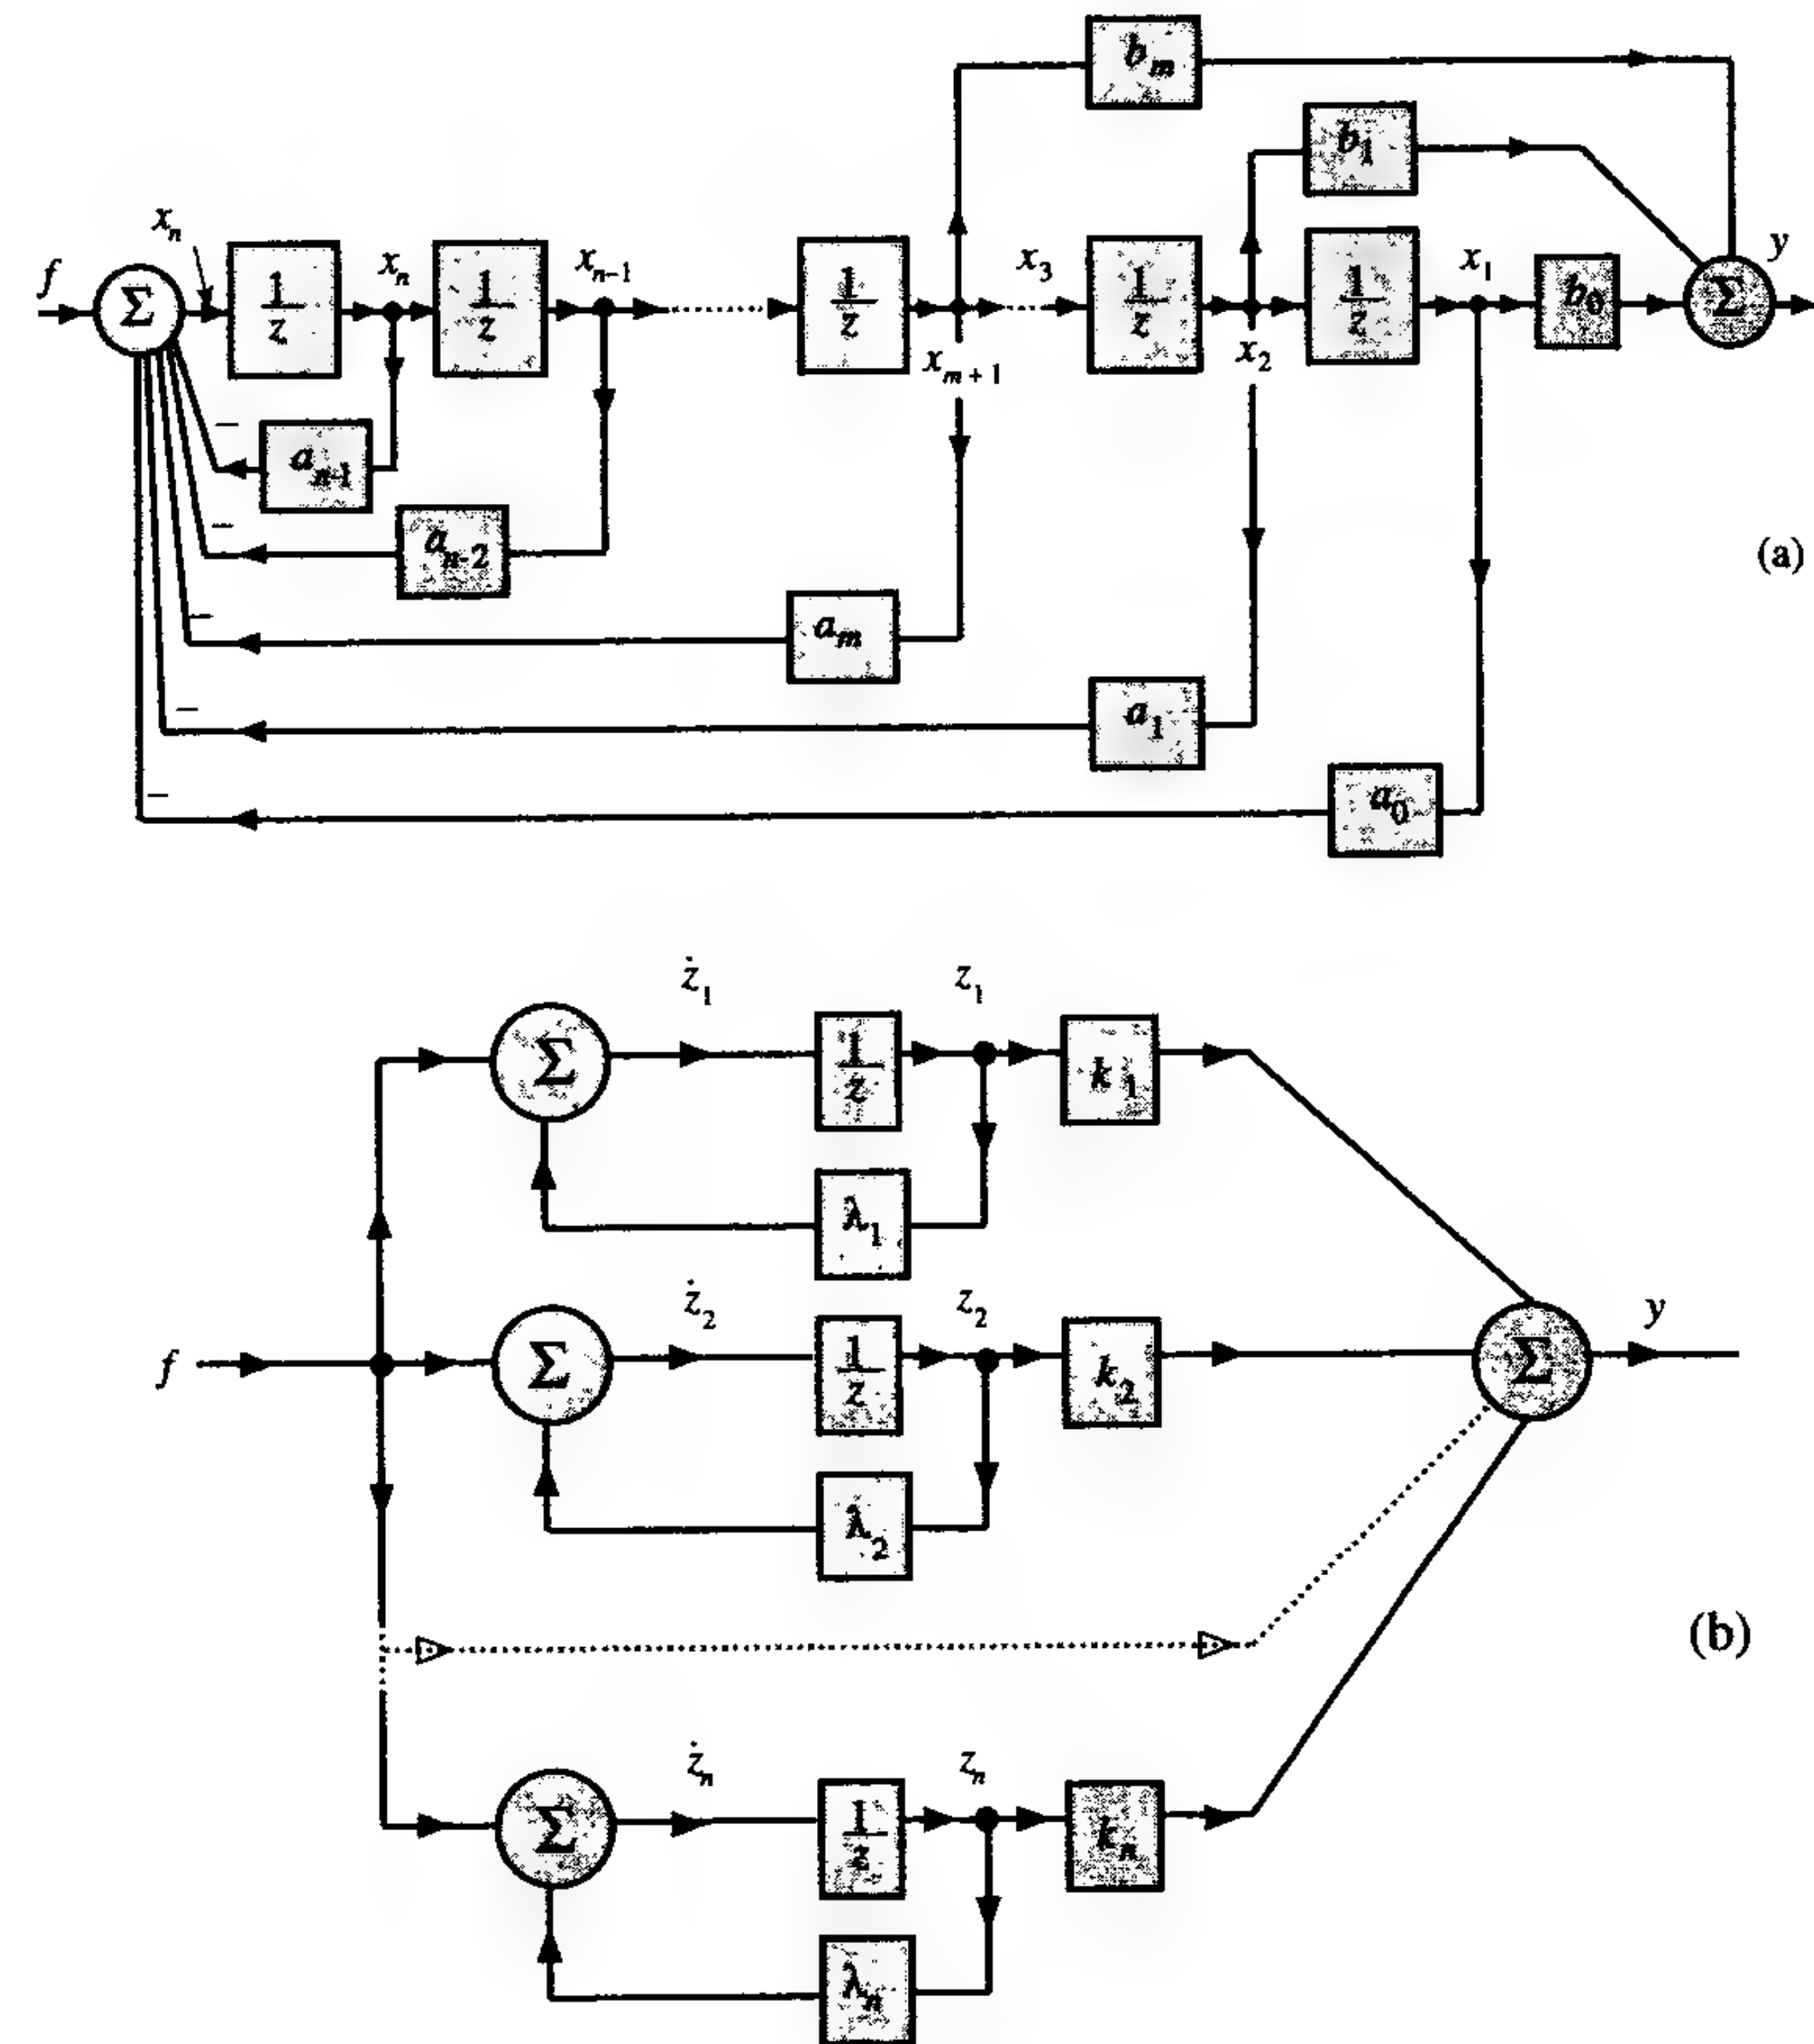 b_m
b_1
x_n
f Σ 1/z x_n 1/z x_{n-1} 1/z x_{m+1} x_3 1/z x_2 1/z x_1 b_0 Σ y
− a_{n-1}
− a_{n-2}
(a)
− a_m
− a_1
− a_0
ż_1 z_1
Σ 1/z k_1
λ_1
ż_2 z_2 y
f Σ 1/z k_2 Σ
λ_2
(b)
ż_n z_n
Σ 1/z k_n
λ_n